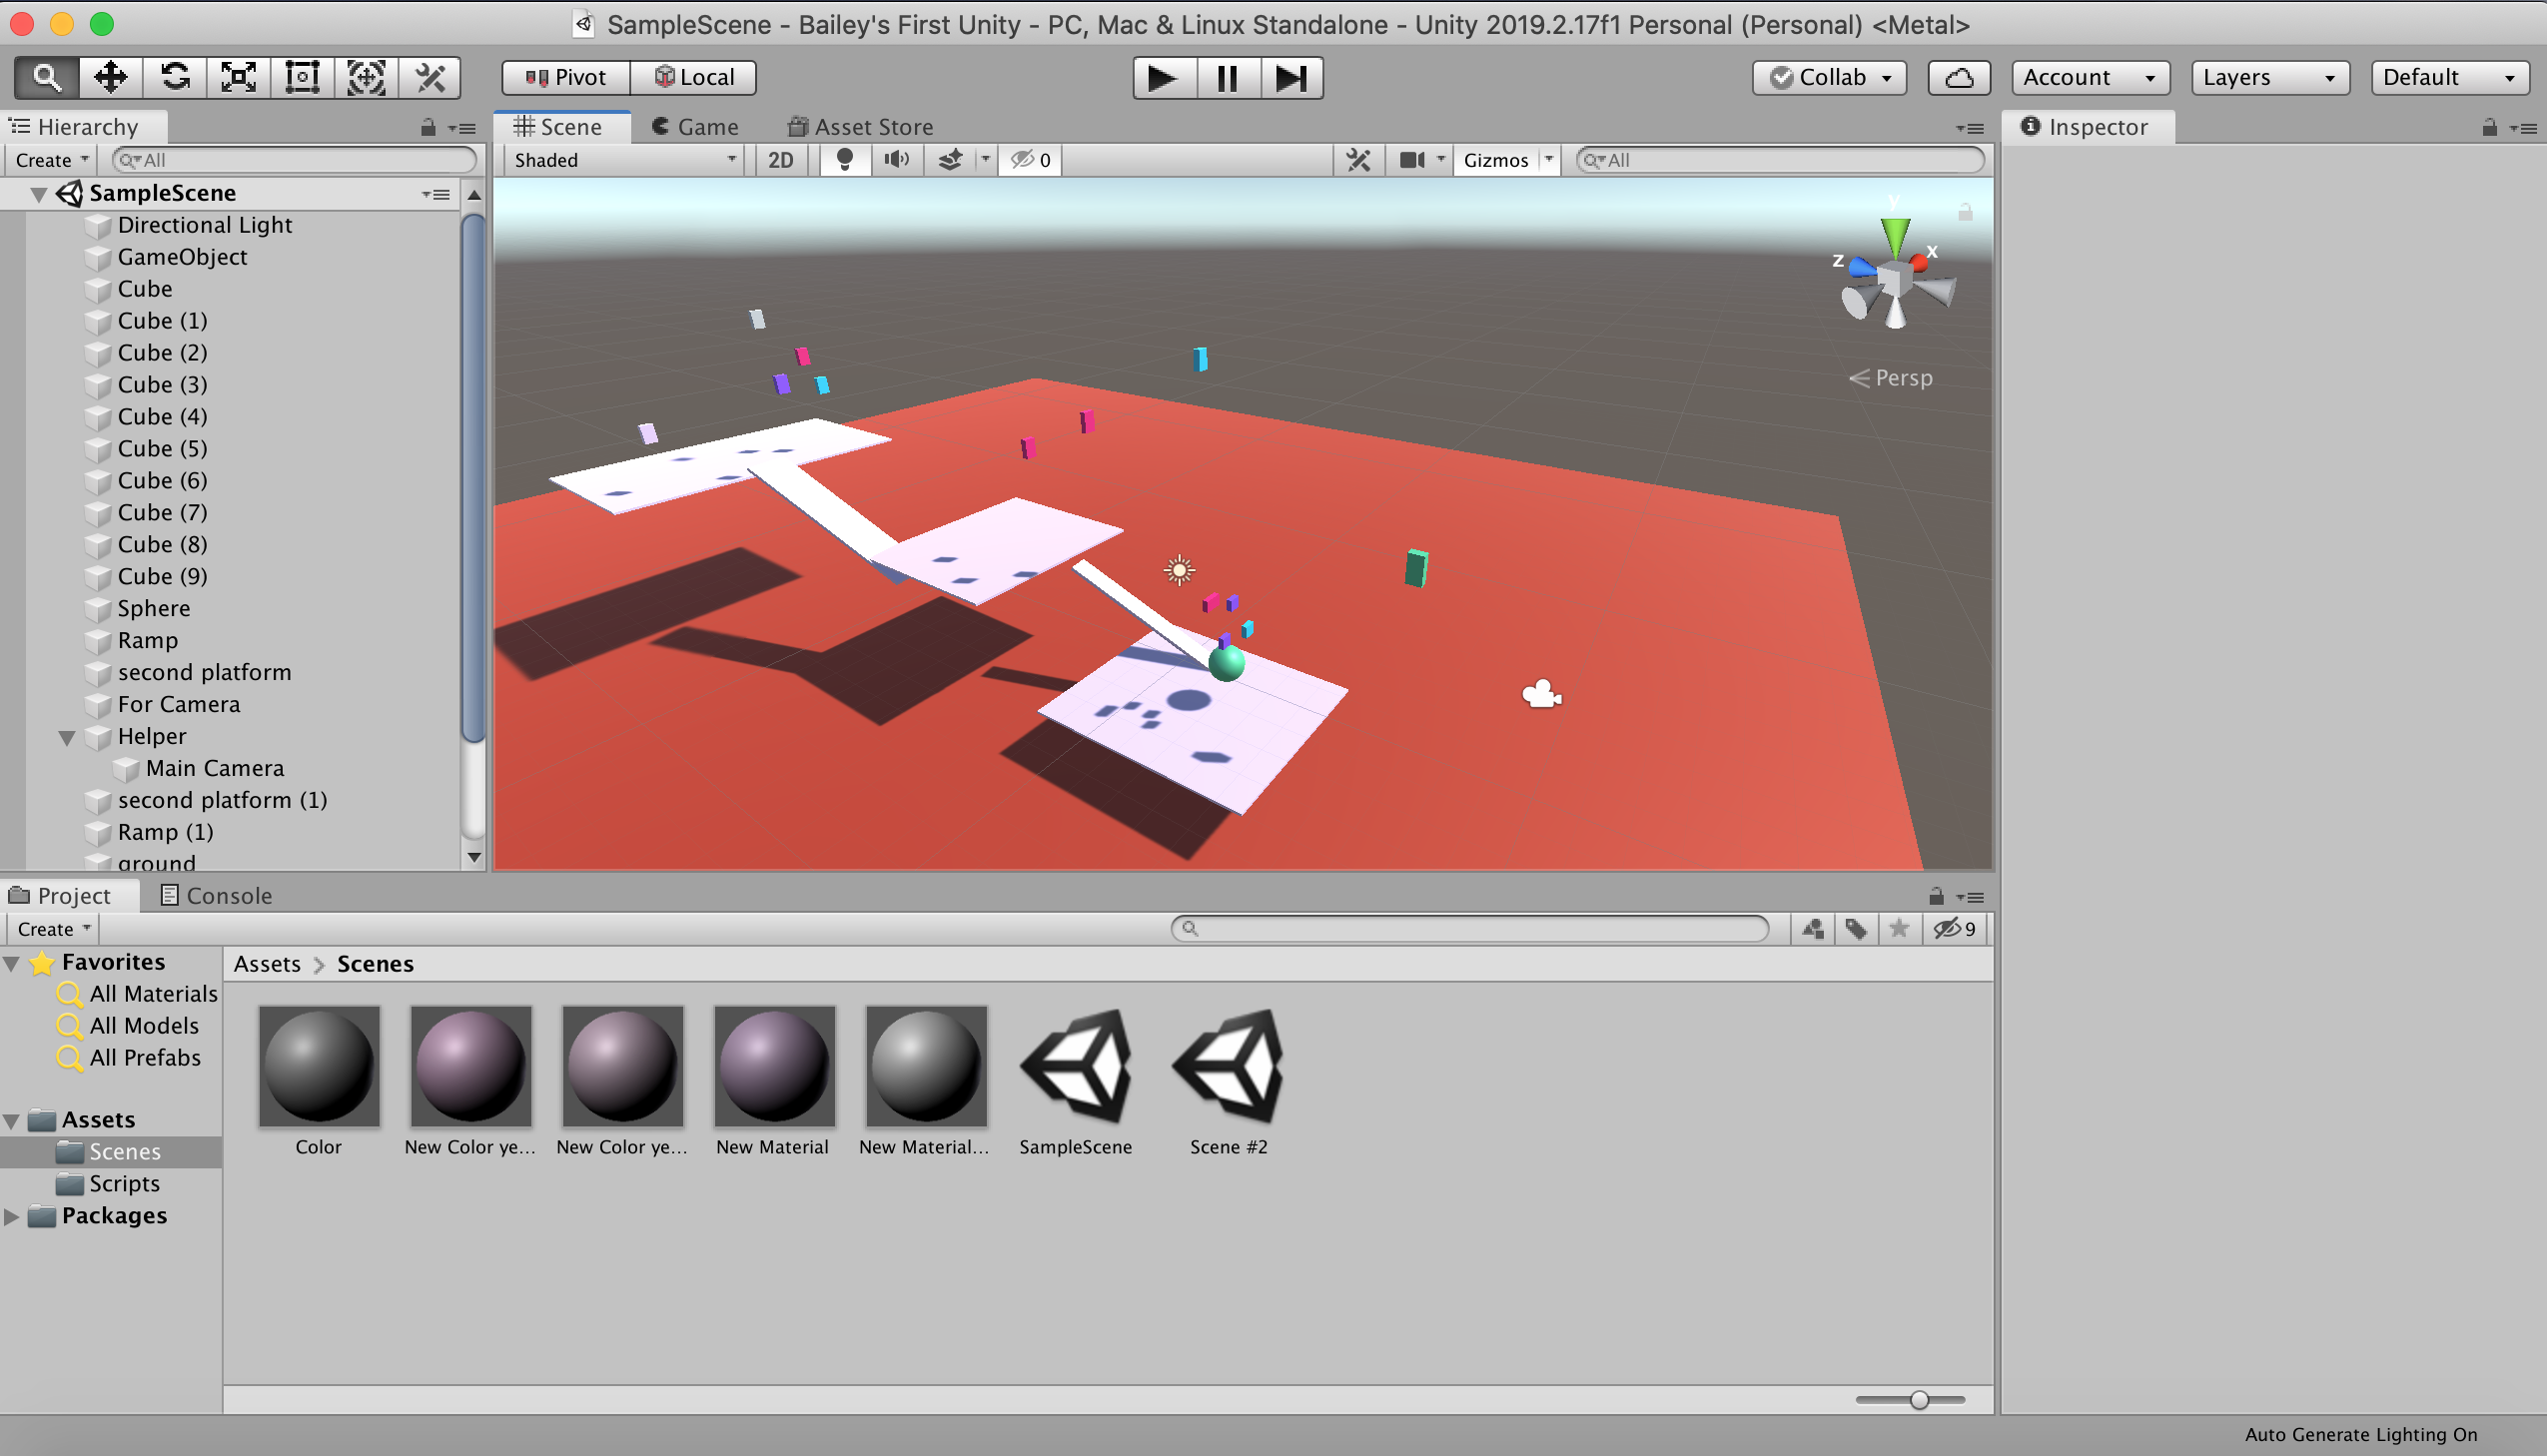 SampleScene - Bailey's First Unity - PC, Mac & Linux Standalone - Unity 2019.2.17f1 Personal (Personal) <Metal>
Pivot Local Collab Account Layers Default
Hierarchy
Create All
SampleScene
Directional Light
GameObject
Cube
Cube (1)
Cube (2)
Cube (3)
Cube (4)
Cube (5)
Cube (6)
Cube (7)
Cube (8)
Cube (9)
Sphere
Ramp
second platform
For Camera
Helper
Main Camera
second platform (1)
Ramp (1)
ground
Scene Game Asset Store
Shaded 2D 0 Gizmos All
y
z x
Persp
Inspector
Project Console
Create 9
Favorites
All Materials
All Models
All Prefabs
Assets
Scenes
Scripts
Packages
Assets > Scenes
Color New Color ye... New Color ye... New Material New Material... SampleScene Scene #2
Auto Generate Lighting On